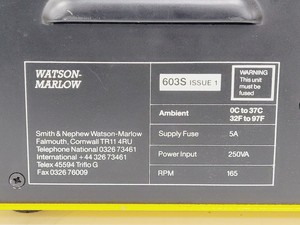 WATSON-
MARLOW
603S ISSUE 1
WARNING
This unit
must be
fused
Ambient 0C to 37C
32F to 97F
Smith & Nephew Watson-Marlow
Falmouth, Cornwall TR11 4RU
Telephone National 0326 73461
International + 44 326 73461
Telex 45594 Triflo G
Fax 0326 76009
Supply Fuse 5A
Power Input 250VA
RPM 165